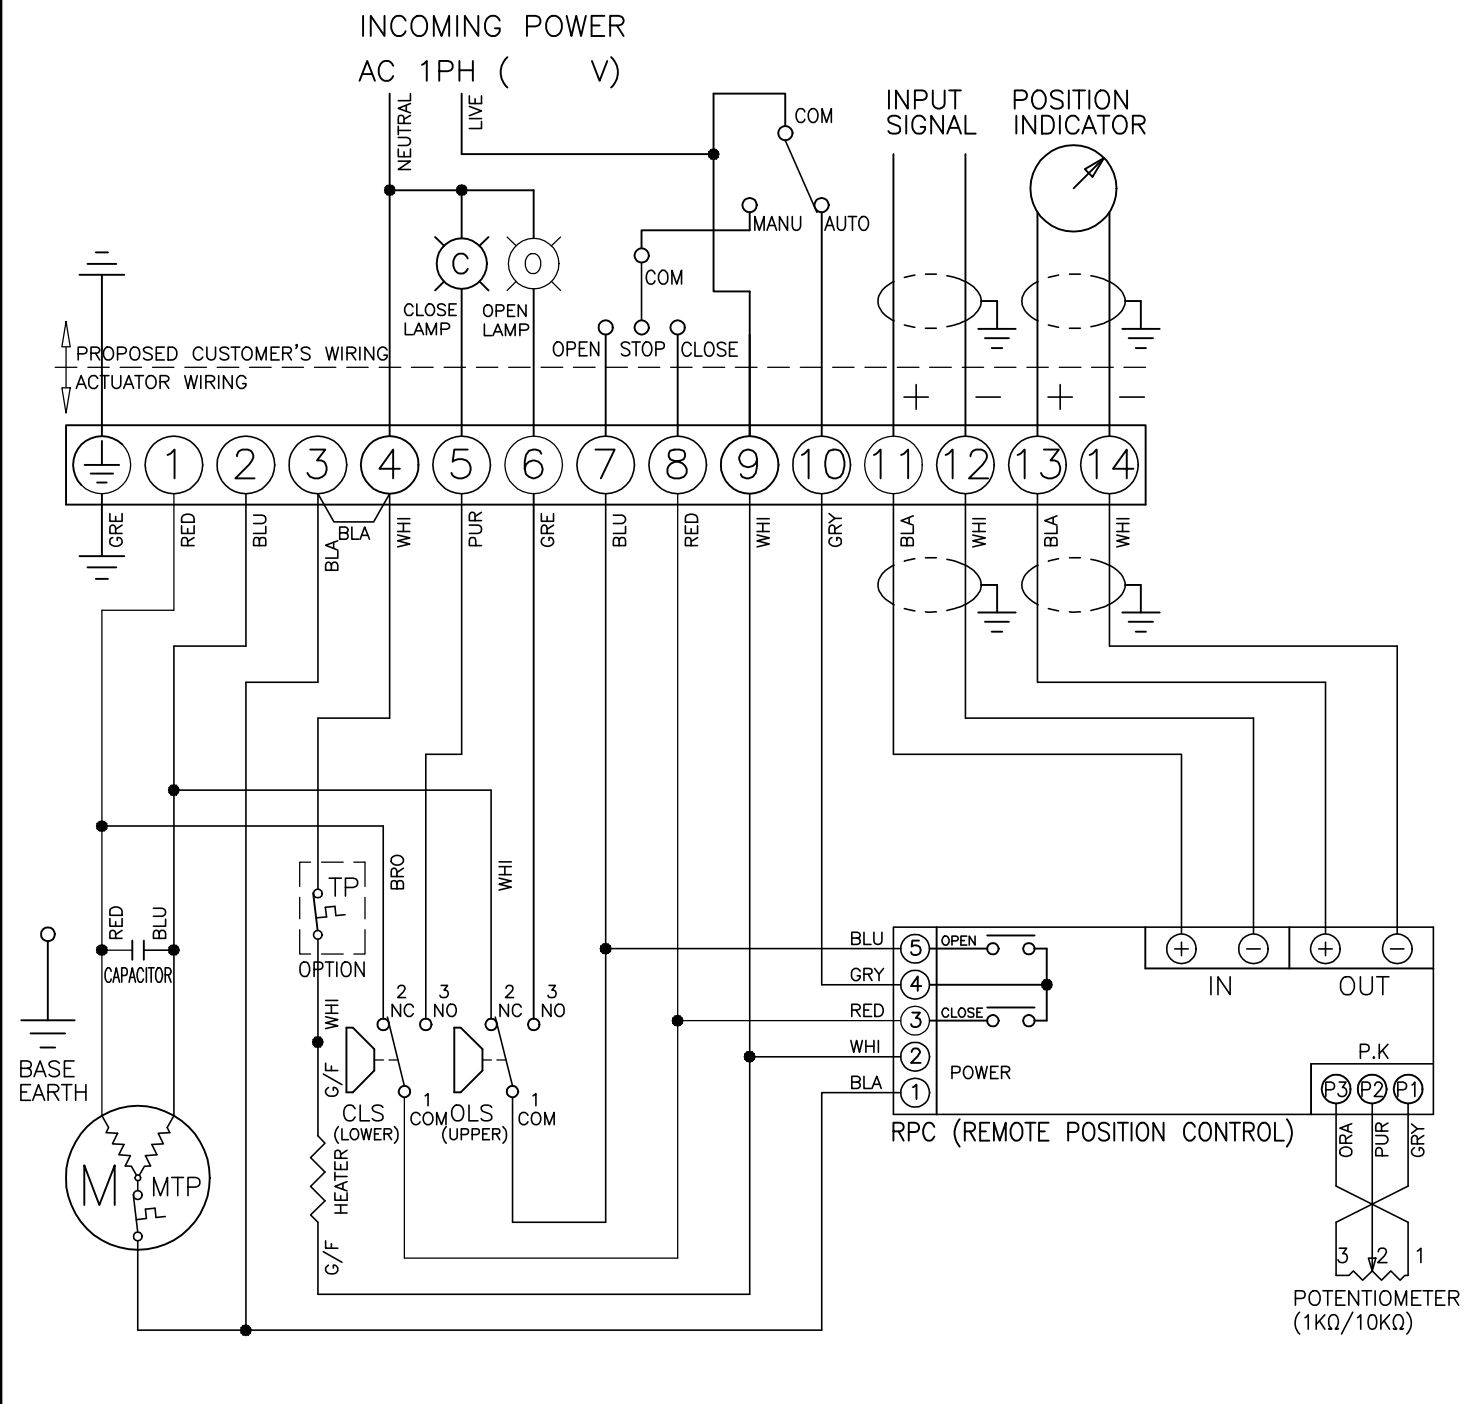 INCOMING POWER
AC 1PH ( V)
NEUTRAL
LIVE
COM
MANU
AUTO
INPUT
SIGNAL
POSITION
INDICATOR
C
O
CLOSE
LAMP
OPEN
LAMP
COM
OPEN
STOP
CLOSE
PROPOSED CUSTOMER'S WIRING
ACTUATOR WIRING
+ − + −
1 2 3 4 5 6 7 8 9 10 11 12 13 14
GRE
RED
BLU
BLA
BLA
WHI
PUR
GRE
BLU
RED
WHI
GRY
BLA
WHI
BLA
WHI
BRO
WHI
TP
OPTION
RED
BLU
CAPACITOR
BASE
EARTH
WHI
G/F
HEATER
G/F
2
NC
3
NO
2
NC
3
NO
CLS
(LOWER)
1
COM
OLS
(UPPER)
1
COM
M
MTP
BLU 5 OPEN
GRY 4
RED 3 CLOSE
WHI 2
BLA 1
POWER
+ − + −
IN
OUT
P.K
P3 P2 P1
RPC (REMOTE POSITION CONTROL)
ORA
PUR
GRY
3 2 1
POTENTIOMETER
(1KΩ/10KΩ)